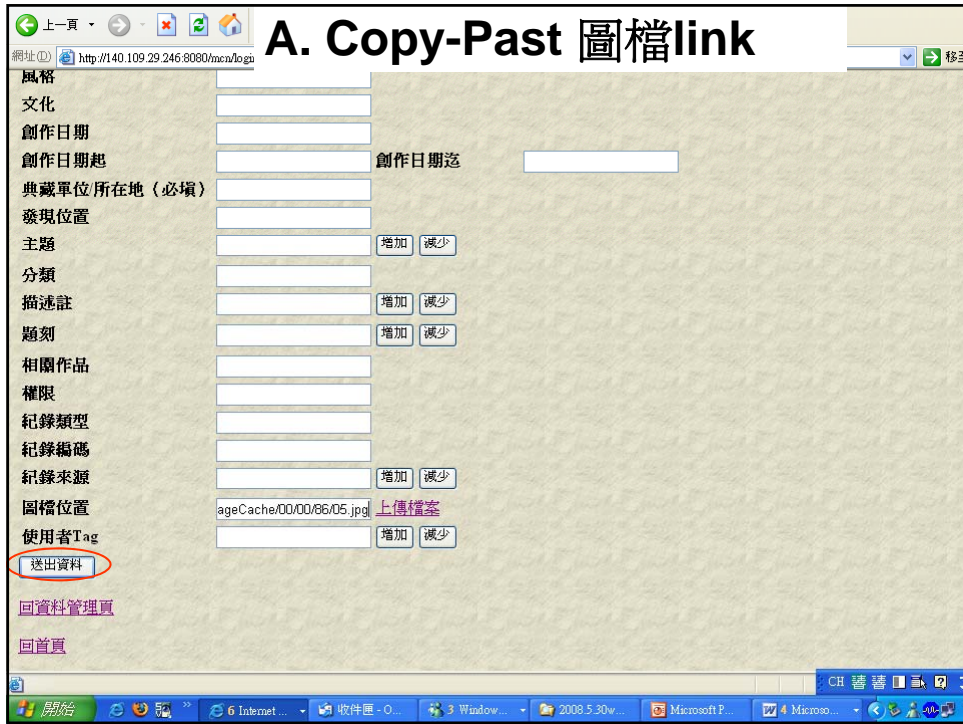 上一頁
A. Copy-Past 圖檔link
網址(D) http://140.109.29.246:8080/mcn/logi
風格
文化
創作日期
創作日期起 創作日期迄
典藏單位/所在地（必填）
發現位置
主題 增加 減少
分類
描述註 增加 減少
題刻 增加 減少
相關作品
權限
紀錄類型
紀錄編碼
紀錄來源 增加 減少
圖檔位置 ageCache/00/00/86/05.jpg 上傳檔案
使用者Tag 增加 減少
送出資料
回資料管理頁
回首頁
CH
開始 6 Internet ... 收件匣 - O... 3 Window... 2008.5.30w... Microsoft P... 4 Microso...